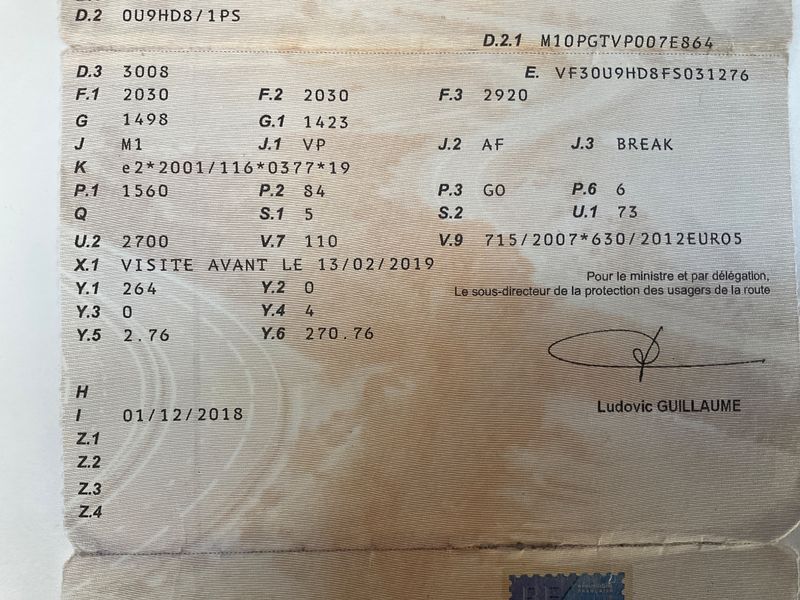 D.2 0U9HD8/1PS
D.2.1 M10PGTVP007E864
D.3 3008 E. VF30U9HD8FS031276
F.1 2030 F.2 2030 F.3 2920
G 1498 G.1 1423
J M1 J.1 VP J.2 AF J.3 BREAK
K e2*2001/116*0377*19
P.1 1560 P.2 84 P.3 GO P.6 6
Q S.1 5 S.2 U.1 73
U.2 2700 V.7 110 V.9 715/2007*630/2012EURO5
X.1 VISITE AVANT LE 13/02/2019
Y.1 264 Y.2 0
Pour le ministre et par délégation,
Le sous-directeur de la protection des usagers de la route
Y.3 0 Y.4 4
Y.5 2.76 Y.6 270.76
H
Ludovic GUILLAUME
I 01/12/2018
Z.1
Z.2
Z.3
Z.4